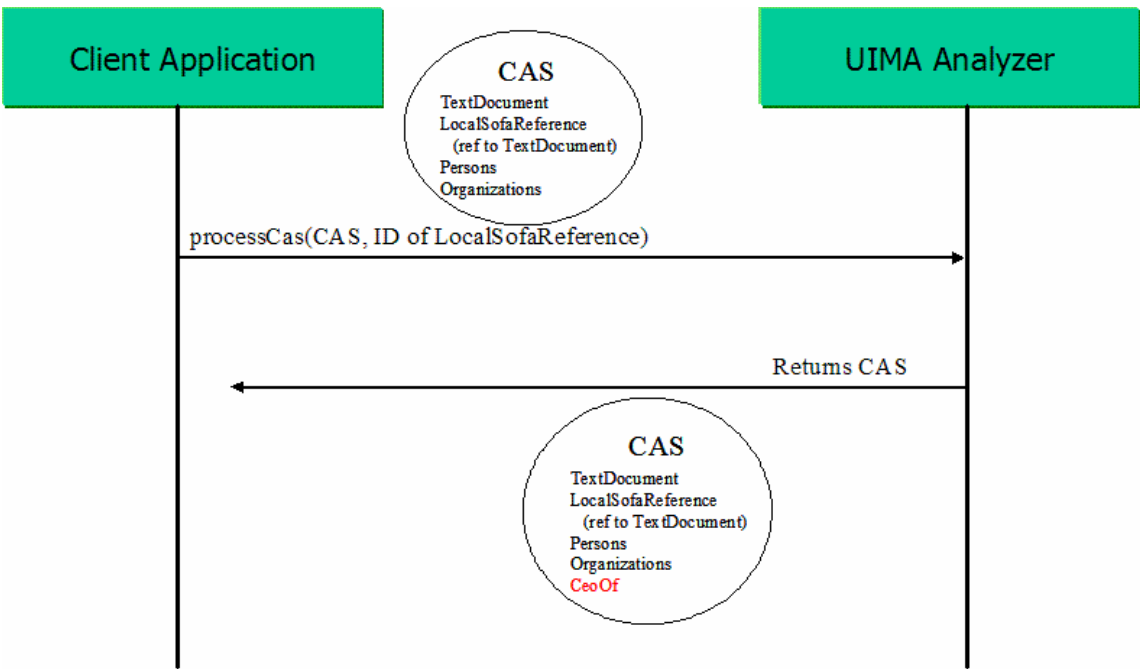 Client Application
UIMA Analyzer
CAS
TextDocument
LocalSofaReference
(ref to TextDocument)
Persons
Organizations
processCas(CAS, ID of LocalSofaReference)
Returns CAS
CAS
TextDocument
LocalSofaReference
(ref to TextDocument)
Persons
Organizations
CeoOf